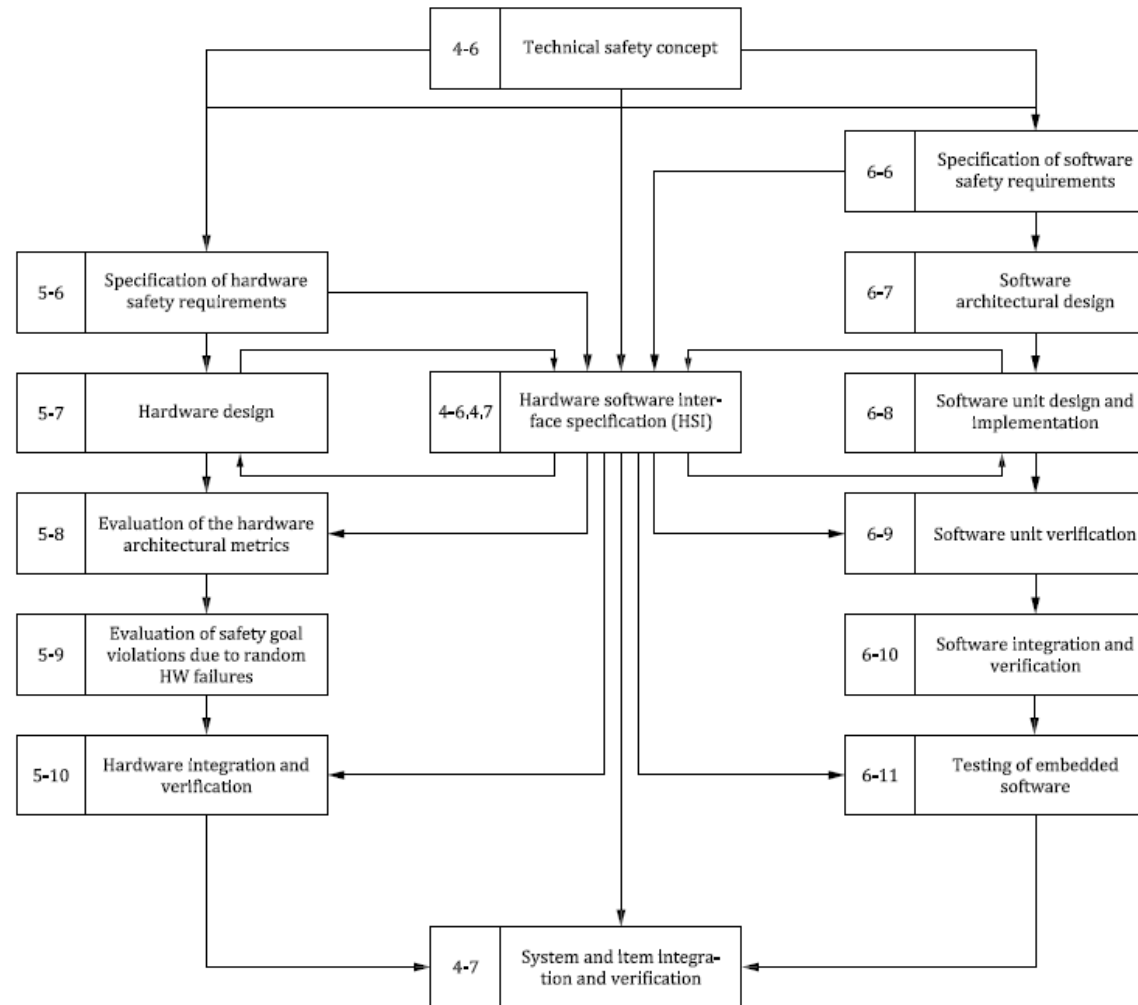 4-6
Technical safety concept
6-6
Specification of software
safety requirements
5-6
Specification of hardware
safety requirements
6-7
Software
architectural design
5-7
Hardware design
4-6,4,7
Hardware software inter-
face specification (HSI)
6-8
Software unit design and
implementation
5-8
Evaluation of the hardware
architectural metrics
6-9
Software unit verification
5-9
Evaluation of safety goal
violations due to random
HW failures
6-10
Software integration and
verification
5-10
Hardware integration and
verification
6-11
Testing of embedded
software
4-7
System and item integra-
tion and verification